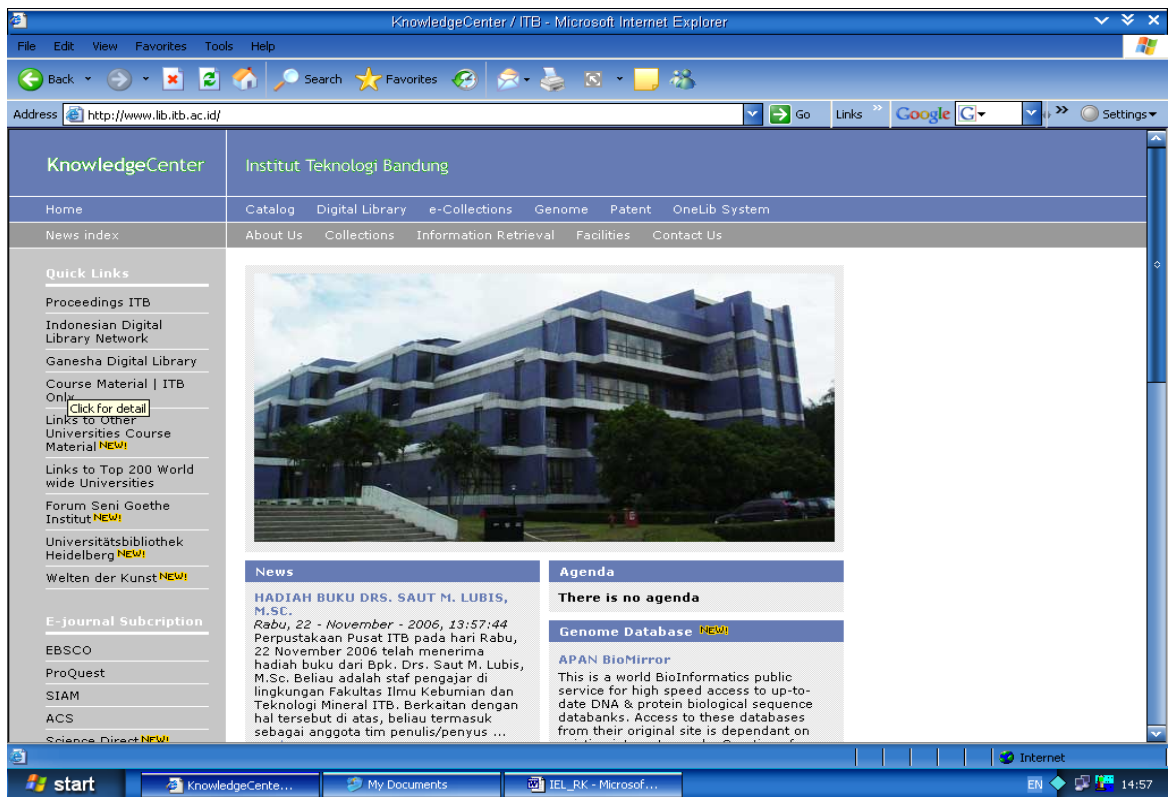 KnowledgeCenter / ITB - Microsoft Internet Explorer
File Edit View Favorites Tools Help
Back Search Favorites
Address http://www.lib.itb.ac.id/ Go Links » Google G Settings
KnowledgeCenter Institut Teknologi Bandung
Home Catalog Digital Library e-Collections Genome Patent OneLib System
News index About Us Collections Information Retrieval Facilities Contact Us
Quick Links
Proceedings ITB
Indonesian Digital
Library Network
Ganesha Digital Library
Course Material | ITB
Only
Click for detail
Links to Other
Universities Course
Material NEW!
Links to Top 200 World
wide Universities
Forum Seni Goethe
Institut NEW!
Universitätsbibliothek
Heidelberg NEW!
Welten der Kunst NEW!
E-journal Subcription
EBSCO
ProQuest
SIAM
ACS
Science Direct NEW!
News
HADIAH BUKU DRS. SAUT M. LUBIS,
M.SC.
Rabu, 22 - November - 2006, 13:57:44
Perpustakaan Pusat ITB pada hari Rabu,
22 November 2006 telah menerima
hadiah buku dari Bpk. Drs. Saut M. Lubis,
M.Sc. Beliau adalah staf pengajar di
lingkungan Fakultas Ilmu Kebumian dan
Teknologi Mineral ITB. Berkaitan dengan
hal tersebut di atas, beliau termasuk
sebagai anggota tim penulis/penyus ...
Agenda
There is no agenda
Genome Database NEW!
APAN BioMirror
This is a world BioInformatics public
service for high speed access to up-to-
date DNA & protein biological sequence
databanks. Access to these databases
from their original site is dependant on
Internet
start KnowledgeCente... My Documents IEL_RK - Microsof... EN 14:57